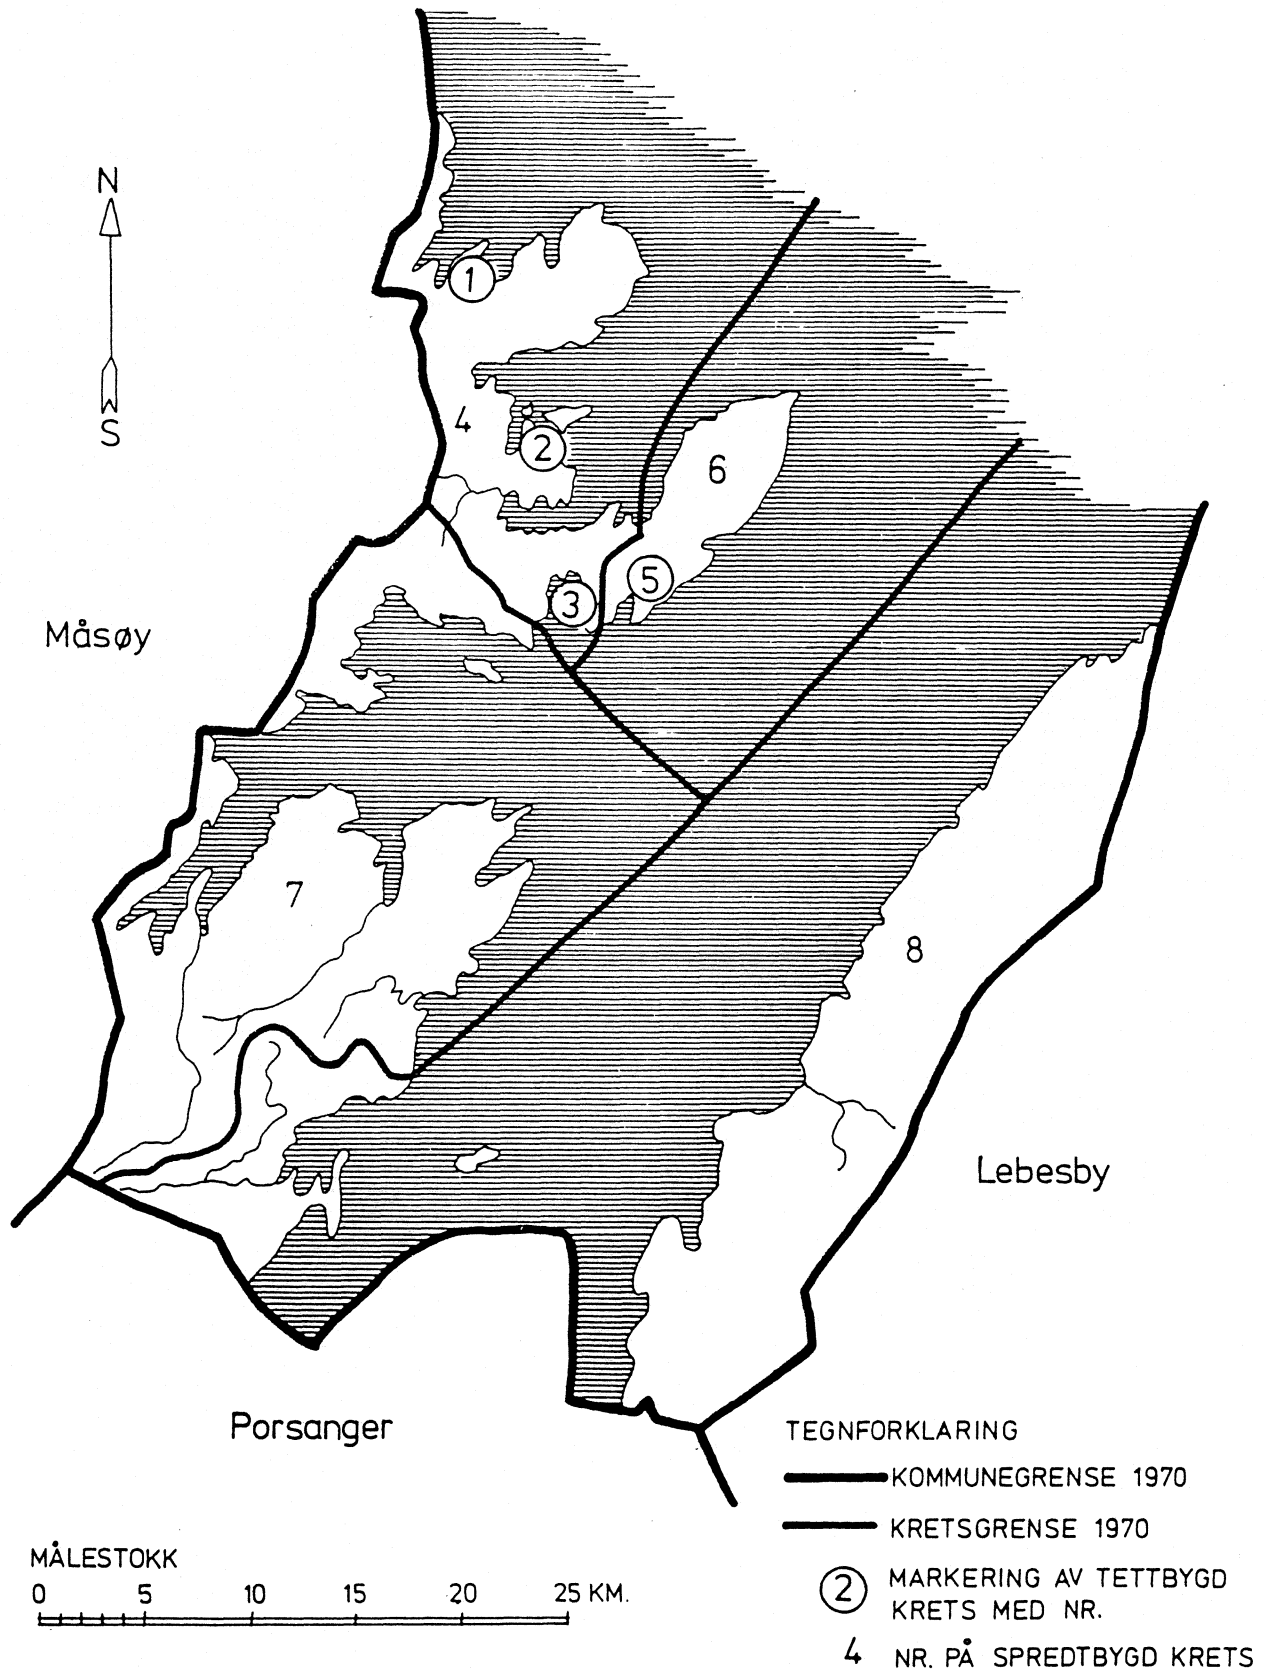 N
S
1
4
2
6
5
3
Måsøy
7
8
Lebesby
Porsanger
TEGNFORKLARING
KOMMUNEGRENSE 1970
KRETSGRENSE 1970
2 MARKERING AV TETTBYGD
KRETS MED NR.
4 NR. PÅ SPREDTBYGD KRETS
MÅLESTOKK
0 5 10 15 20 25 KM.